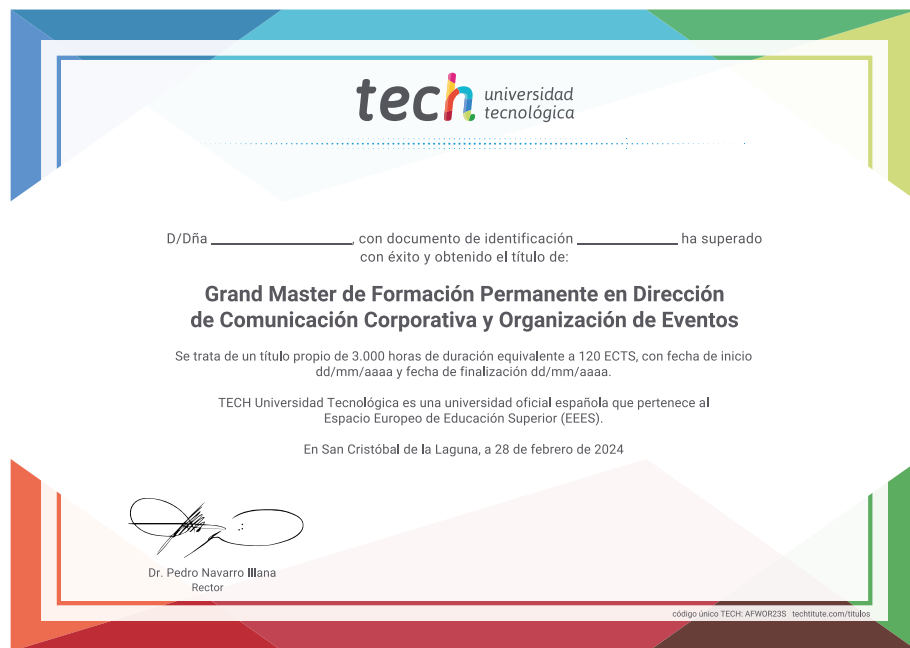 tech universidad
tecnológica
D/Dña ________________, con documento de identificación ____________ ha superado
con éxito y obtenido el título de:
Grand Master de Formación Permanente en Dirección
de Comunicación Corporativa y Organización de Eventos
Se trata de un título propio de 3.000 horas de duración equivalente a 120 ECTS, con fecha de inicio
dd/mm/aaaa y fecha de finalización dd/mm/aaaa.
TECH Universidad Tecnológica es una universidad oficial española que pertenece al
Espacio Europeo de Educación Superior (EEES).
En San Cristóbal de la Laguna, a 28 de febrero de 2024
Dr. Pedro Navarro Illana
Rector
código único TECH: AFWOR23S techtitute.com/titulos